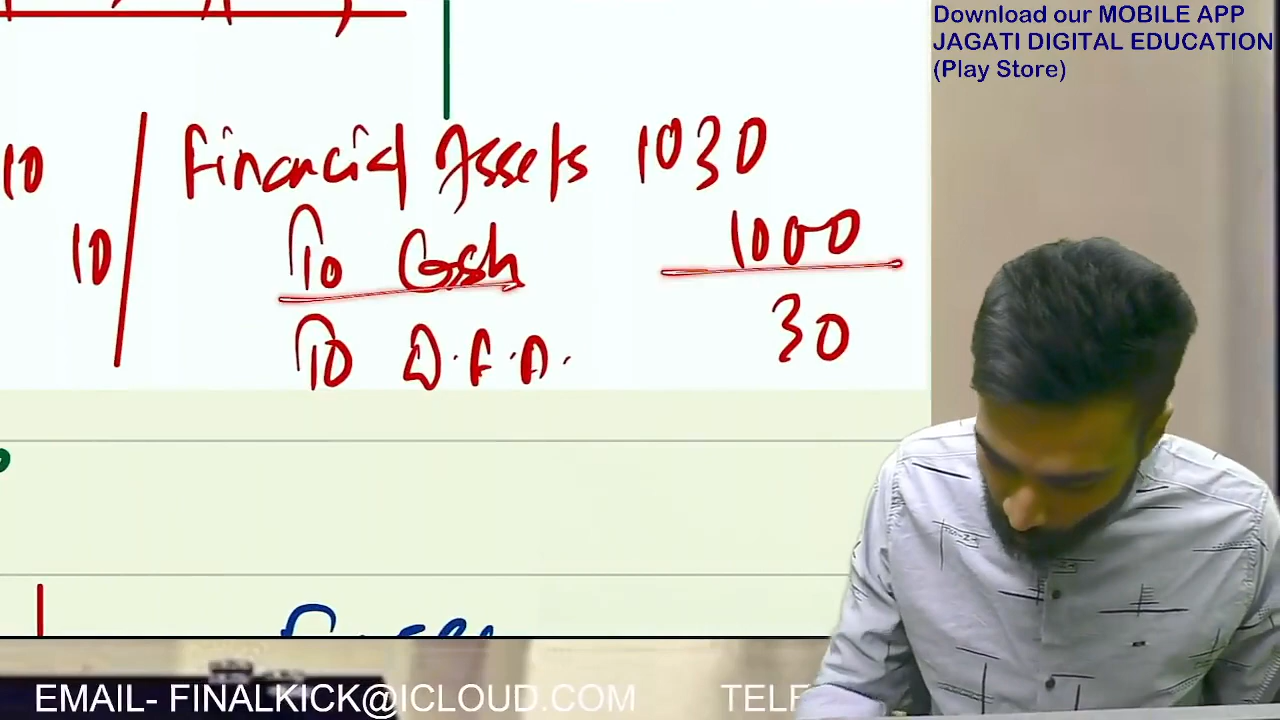 Download our MOBILE APP
JAGATI DIGITAL EDUCATION
(Play Store)
10 Financial Assets 1030
10 To Cash 1000
To D.F.A. 30
EMAIL- FINALKICK@ICLOUD.COM